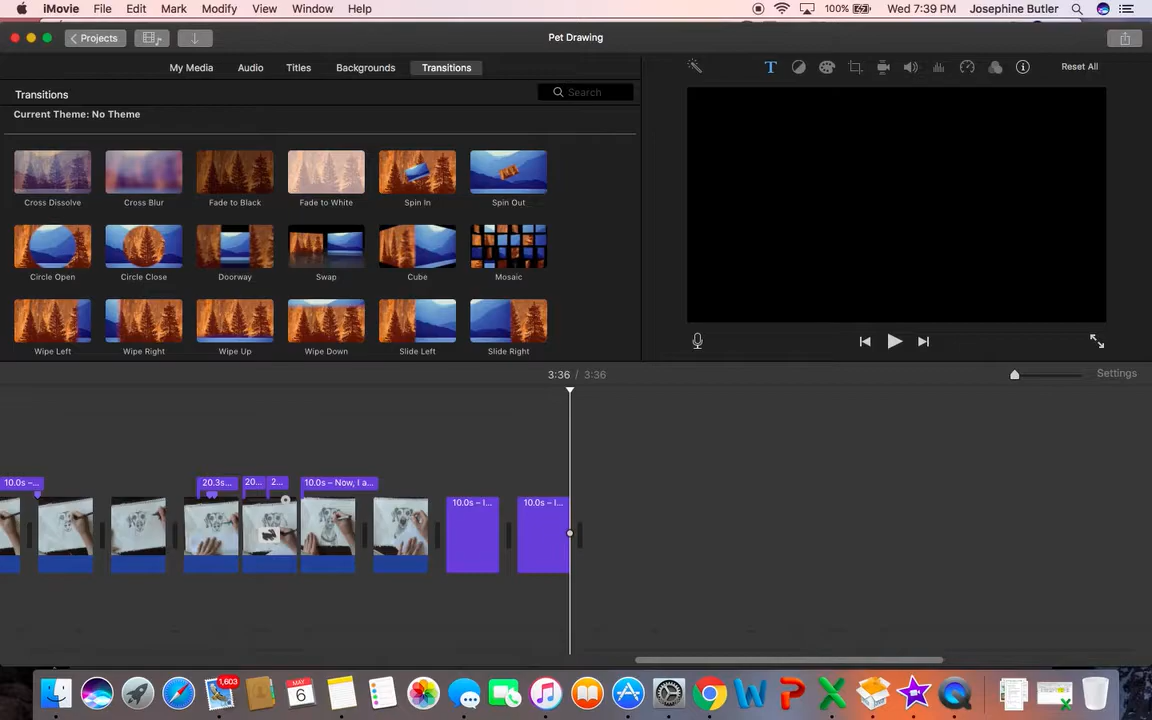 iMovie File Edit Mark Modify View Window Help 100% Wed 7:39 PM Josephine Butler
Projects Pet Drawing
My Media Audio Titles Backgrounds Transitions Reset All
Transitions Search
Current Theme: No Theme
Cross Dissolve Cross Blur Fade to Black Fade to White Spin In Spin Out
Circle Open Circle Close Doorway Swap Cube Mosaic
Wipe Left Wipe Right Wipe Up Wipe Down Slide Left Slide Right
3:36 / 3:36 Settings
10.0s –... 20.3s... 20... 2... 10.0s – Now, I a...
10.0s – I... 10.0s – I...
1,603
MAY
6